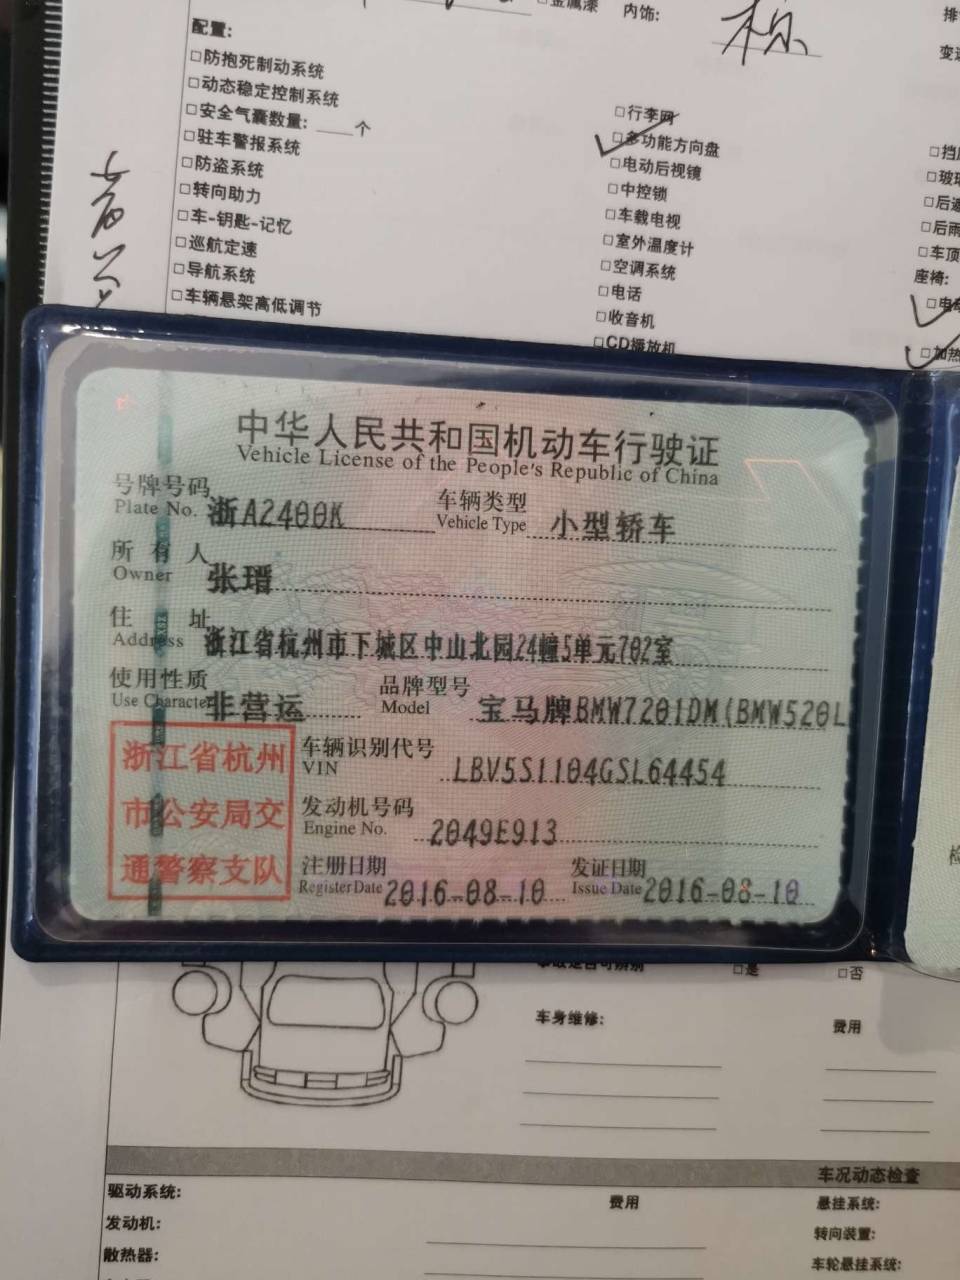 金属漆 内饰: 棕
配置:
□防抱死制动系统
□动态稳定控制系统
□安全气囊数量: 个
□驻车警报系统
□防盗系统
□转向助力
□车-钥匙-记忆
□巡航定速
□导航系统
□车辆悬架高低调节
□行李网
□多功能方向盘
□电动后视镜
□中控锁
□车载电视
□室外温度计
□空调系统
□电话
□收音机
□CD播放机
座椅:
□加热
中华人民共和国机动车行驶证
Vehicle License of the People's Republic of China
号牌号码 浙A2400K 车辆类型 小型轿车
Plate No. Vehicle Type
所有人 张瑨
Owner
住址 浙江省杭州市下城区中山北园24幢5单元702室
Address
使用性质 非营运 品牌型号 宝马牌BMW7201DM(BMW520L
Use Character Model
浙江省杭州
市公安局交
通警察支队
车辆识别代号 LBV5S1104GSL64454
VIN
发动机号码 2049E913
Engine No.
注册日期 2016-08-10 发证日期 2016-08-10
Register Date Issue Date
□是 □否
车身维修: 费用
车况动态检查
驱动系统: 费用 悬挂系统:
发动机: 转向装置:
散热器: 车轮悬挂系统: